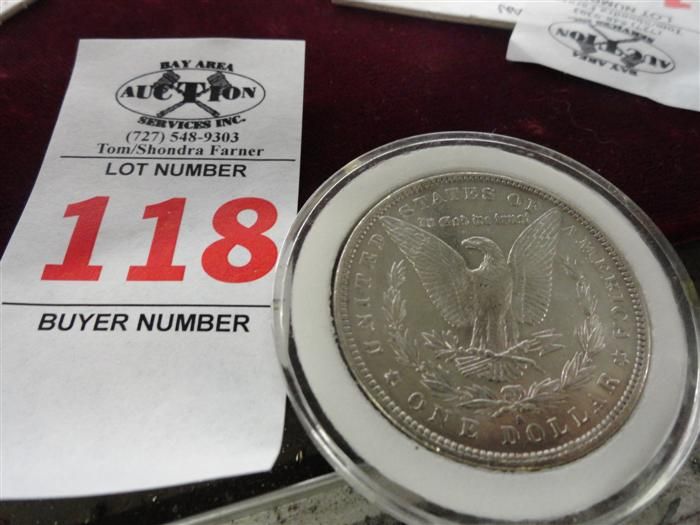 BAY AREA
AUCTION
SERVICES INC.
(727) 548-9303
Tom/Shondra Farner
LOT NUMBER
118
BUYER NUMBER
UNITED STATES OF AMERICA
In God we trust
ONE DOLLAR